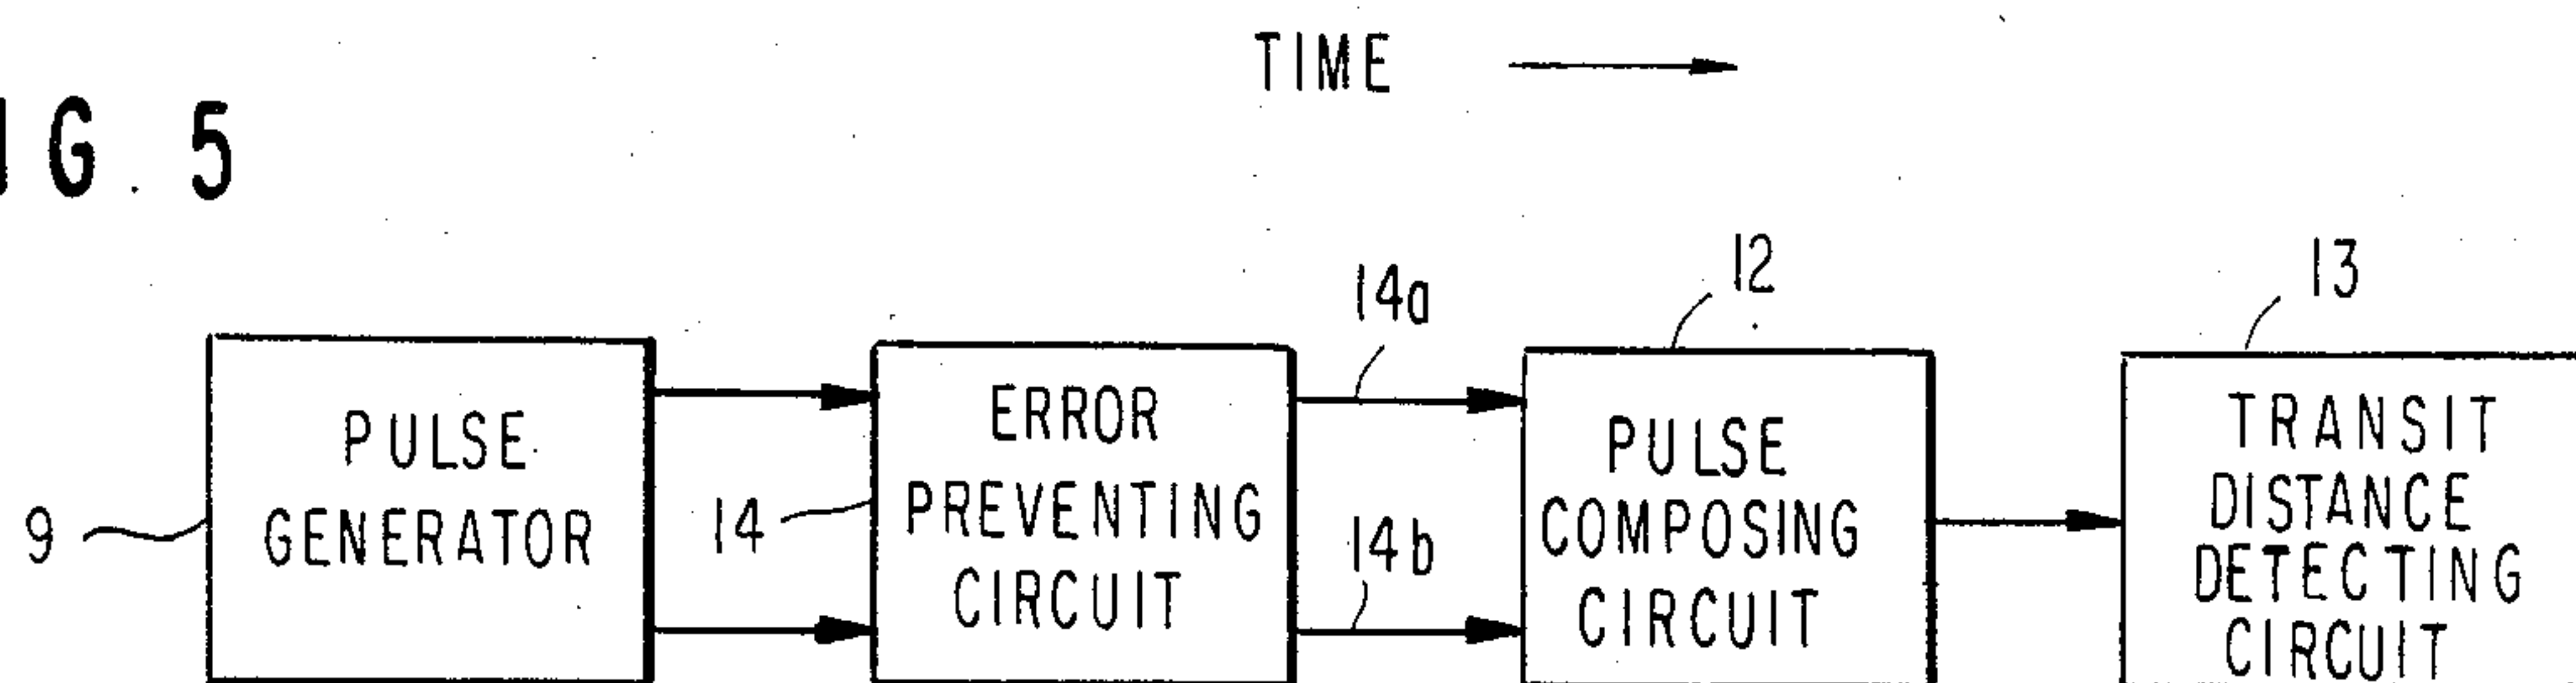 TIME
IG. 5
14a
12
13
PULSE
GENERATOR
9
14
ERROR
PREVENTING
CIRCUIT
14b
PULSE
COMPOSING
CIRCUIT
TRANSIT
DISTANCE
DETECTING
CIRCUIT